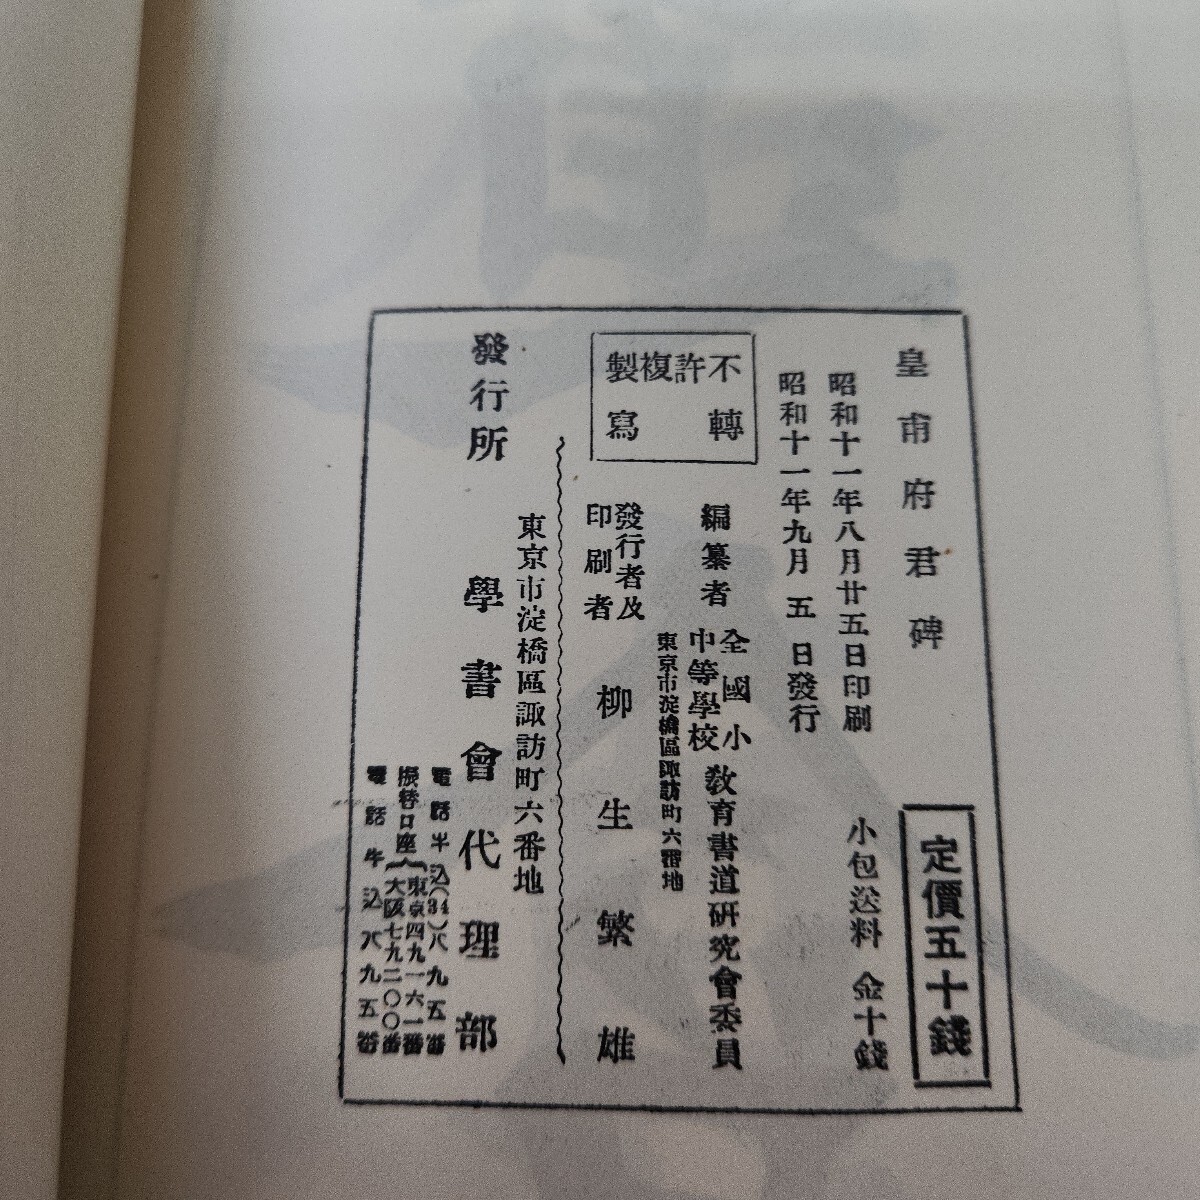 皇甫府君碑
定價五十錢
小包送料 金十錢
昭和十一年八月廿五日印刷
昭和十一年九月 五 日發行
不許複製
轉寫
編纂者
全國小
中等學校
教育書道研究會委員
東京市淀橋區諏訪町六番地
發行者及
印刷者
柳生繁雄
東京市淀橋區諏訪町六番地
發行所
學書會代理部
電話牛込(34)八九五番
振替口座
東京四九一六一番
大阪七九二〇〇番
電話牛込八九五番